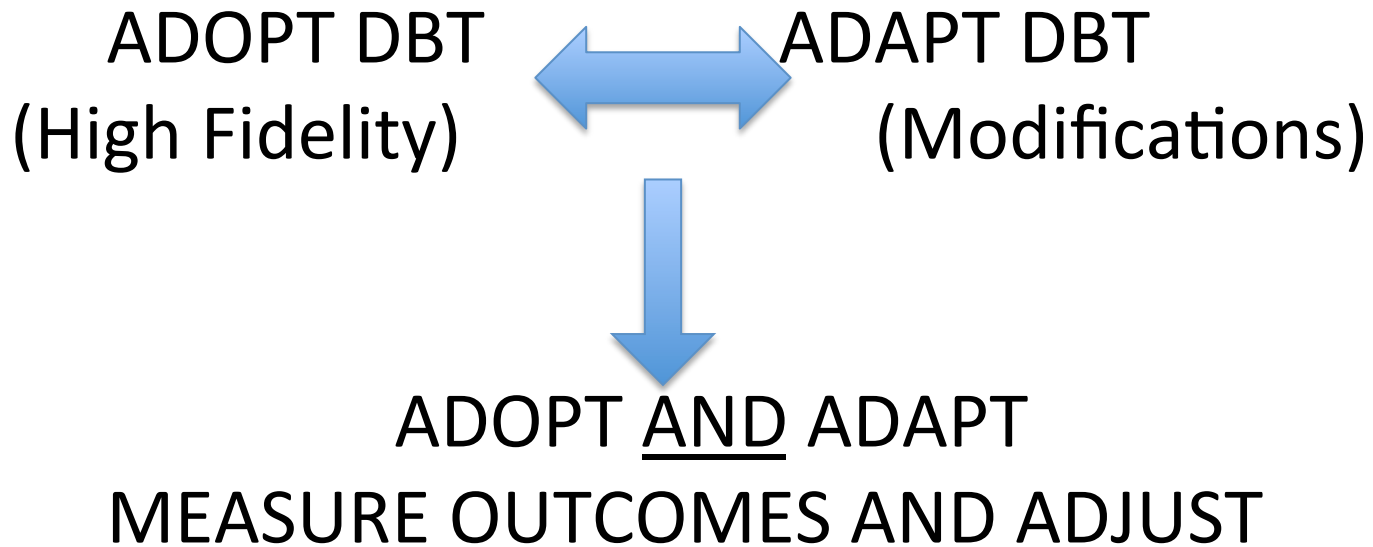 ADOPT DBT ADAPT DBT
(High Fidelity) (Modifications)
ADOPT AND ADAPT
MEASURE OUTCOMES AND ADJUST